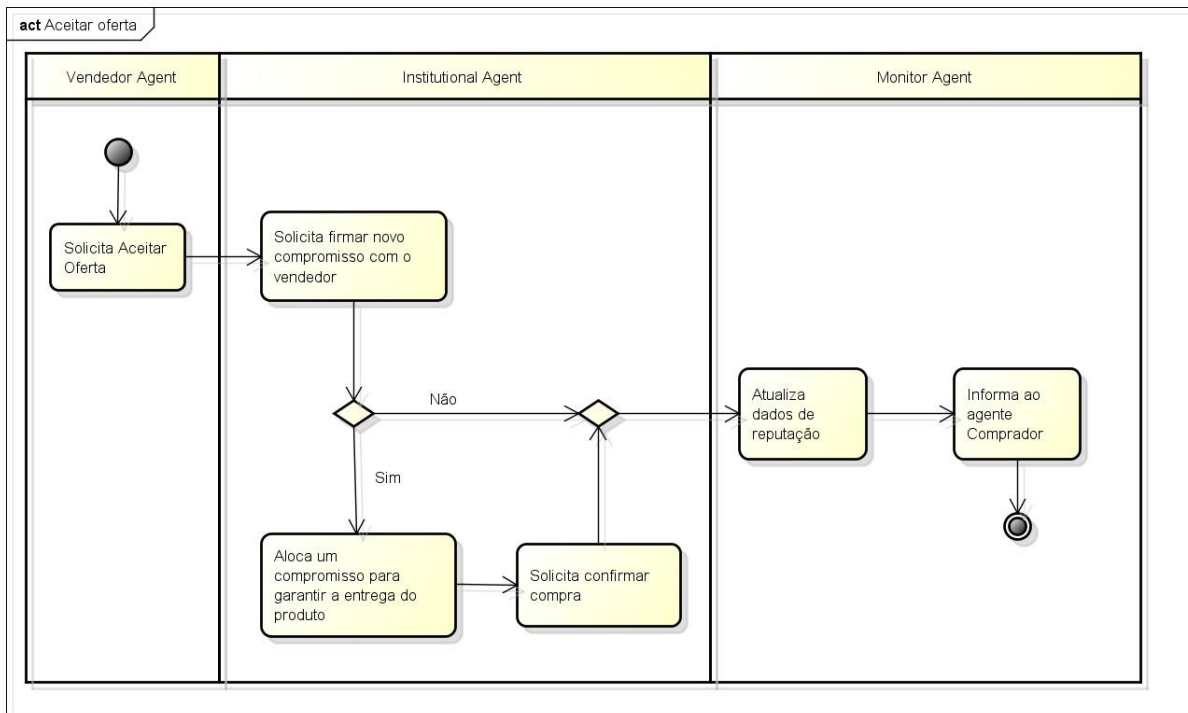 act Aceitar oferta
Vendedor Agent
Institutional Agent
Monitor Agent
Solicita Aceitar
Oferta
Solicita firmar novo
compromisso com o
vendedor
Não
Sim
Aloca um
compromisso para
garantir a entrega do
produto
Solicita confirmar
compra
Atualiza
dados de
reputação
Informa ao
agente
Comprador